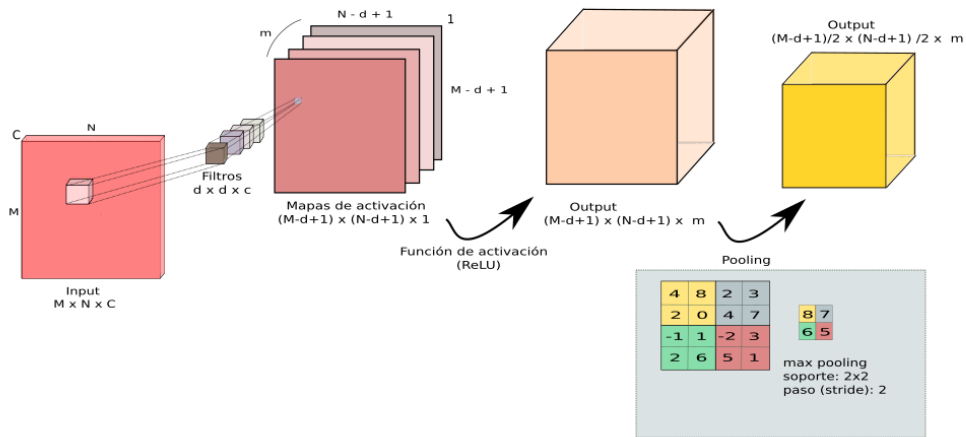 C
N
M
Input
M x N x C
Filtros
d x d x c
m
N - d + 1
1
M - d + 1
Mapas de activación
(M-d+1) x (N-d+1) x 1
Función de activación
(ReLU)
Output
(M-d+1) x (N-d+1) x m
Output
(M-d+1)/2 x (N-d+1) /2 x m
Pooling
4 8 2 3
2 0 4 7
-1 1 -2 3
2 6 5 1
8 7
6 5
max pooling
soporte: 2x2
paso (stride): 2